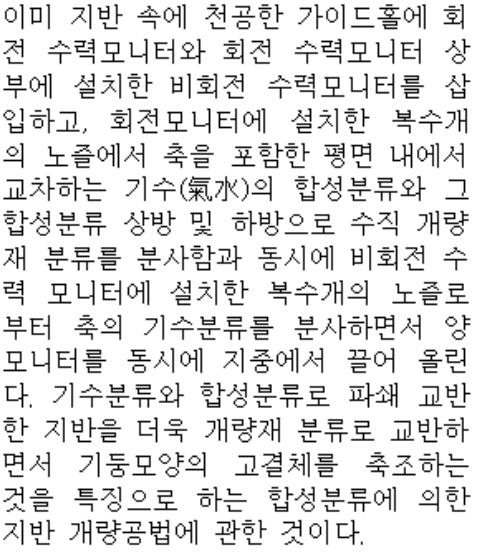 이미 지반 속에 천공한 가이드홀에 회
전 수력모니터와 회전 수력모니터 상
부에 설치한 비회전 수력모니터를 삽
입하고, 회전모니터에 설치한 복수개
의 노즐에서 축을 포함한 평면 내에서
교차하는 기수(氣水)의 합성분류와 그
합성분류 상방 및 하방으로 수직 개량
재 분류를 분사함과 동시에 비회전 수
력 모니터에 설치한 복수개의 노즐로
부터 축의 기수분류를 분사하면서 양
모니터를 동시에 지중에서 끌어 올린
다. 기수분류와 합성분류로 파쇄 교반
한 지반을 더욱 개량재 분류로 교반하
면서 기둥모양의 고결체를 축조하는
것을 특징으로 하는 합성분류에 의한
지반 개량공법에 관한 것이다.